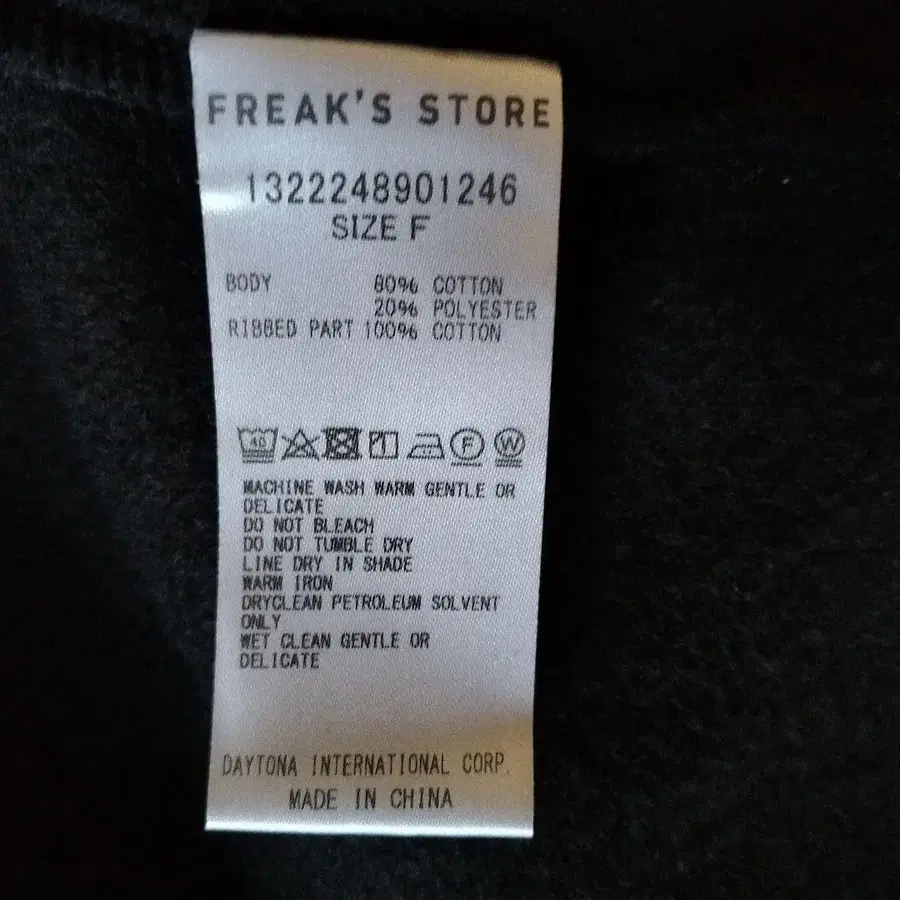 FREAK'S STORE
1322248901246
SIZE F
BODY 80% COTTON
20% POLYESTER
RIBBED PART 100% COTTON
40 F W
MACHINE WASH WARM GENTLE OR
DELICATE
DO NOT BLEACH
DO NOT TUMBLE DRY
LINE DRY IN SHADE
WARM IRON
DRYCLEAN PETROLEUM SOLVENT
ONLY
WET CLEAN GENTLE OR
DELICATE
DAYTONA INTERNATIONAL CORP.
MADE IN CHINA